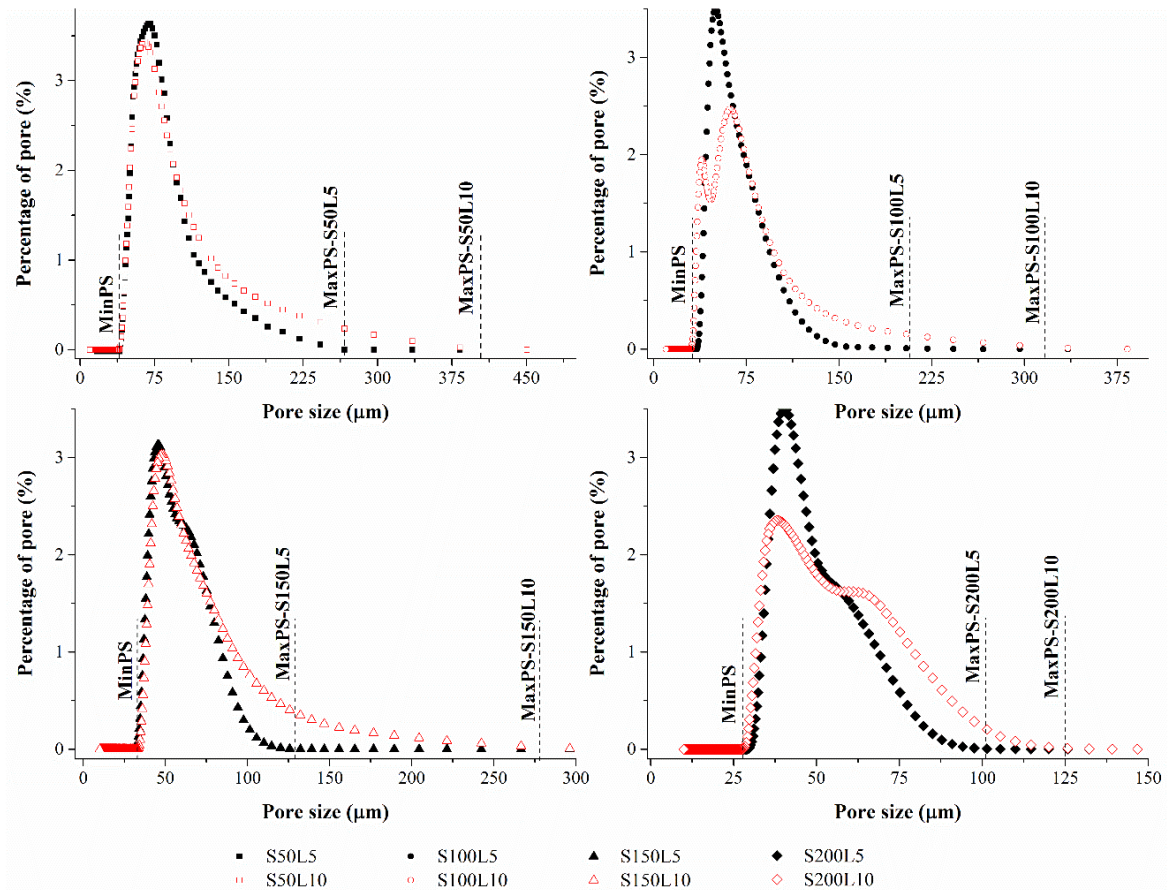 Percentage of pore (%)
3
2
1
0
MinPS
MaxPS-S50L5
MaxPS-S50L10
0 75 150 225 300 375 450
Pore size (μm)
Percentage of pore (%)
3
2
1
0
MinPS
MaxPS-S100L5
MaxPS-S100L10
0 75 150 225 300 375
Pore size (μm)
Percentage of pore (%)
3
2
1
0
MinPS
MaxPS-S150L5
MaxPS-S150L10
0 50 100 150 200 250 300
Pore size (μm)
Percentage of pore (%)
3
2
1
0
MinPS
MaxPS-S200L5
MaxPS-S200L10
0 25 50 75 100 125 150
Pore size (μm)
S50L5 S100L5 S150L5 S200L5
S50L10 S100L10 S150L10 S200L10